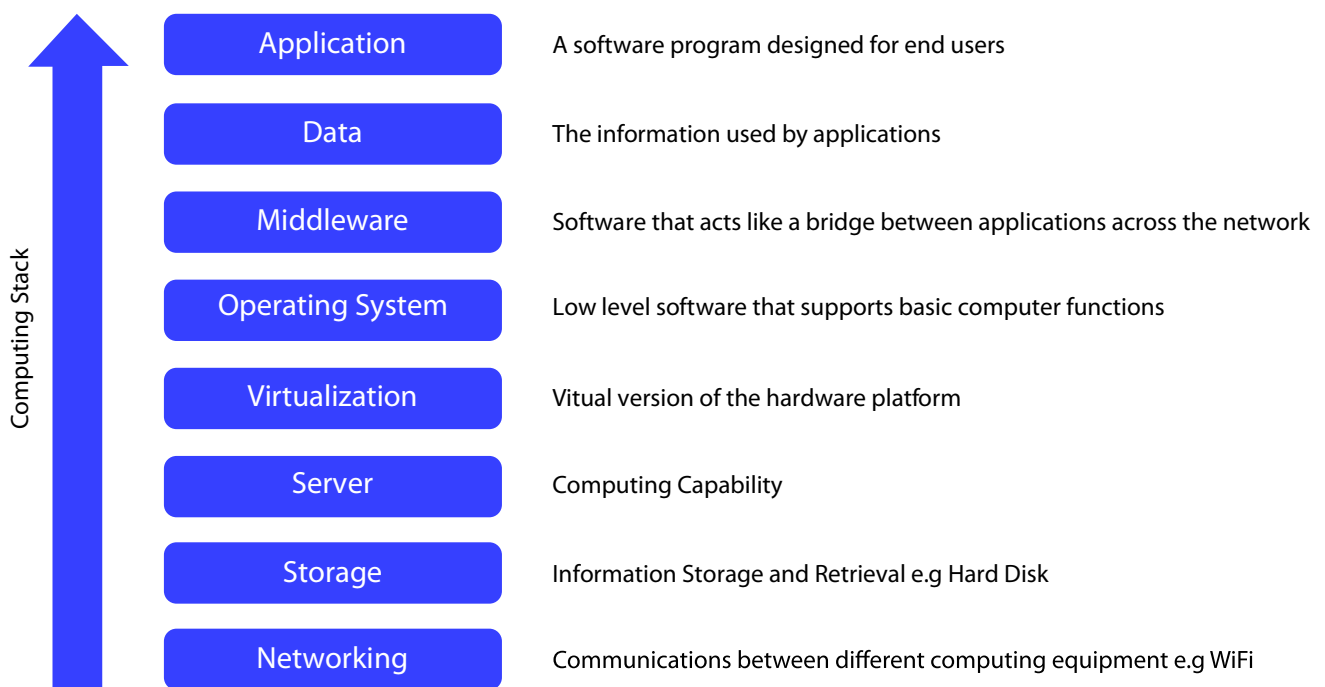 Computing Stack
Application
A software program designed for end users
Data
The information used by applications
Middleware
Software that acts like a bridge between applications across the network
Operating System
Low level software that supports basic computer functions
Virtualization
Vitual version of the hardware platform
Server
Computing Capability
Storage
Information Storage and Retrieval e.g Hard Disk
Networking
Communications between different computing equipment e.g WiFi